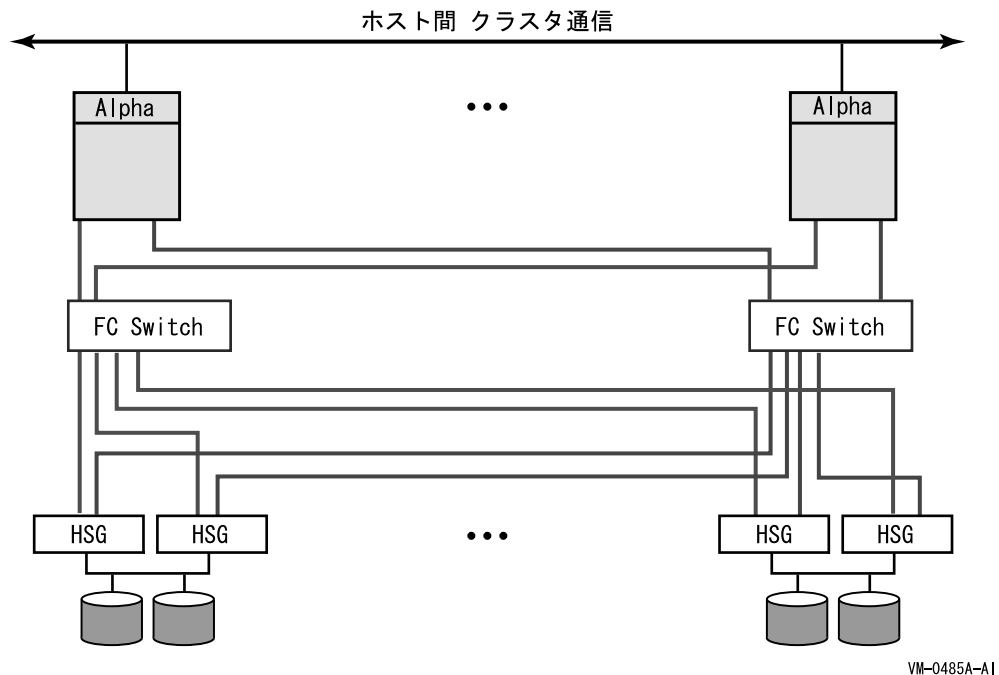 ホスト間 クラスタ通信
Alpha
Alpha
FC Switch
FC Switch
HSG
HSG
HSG
HSG
VM-0485A-AI